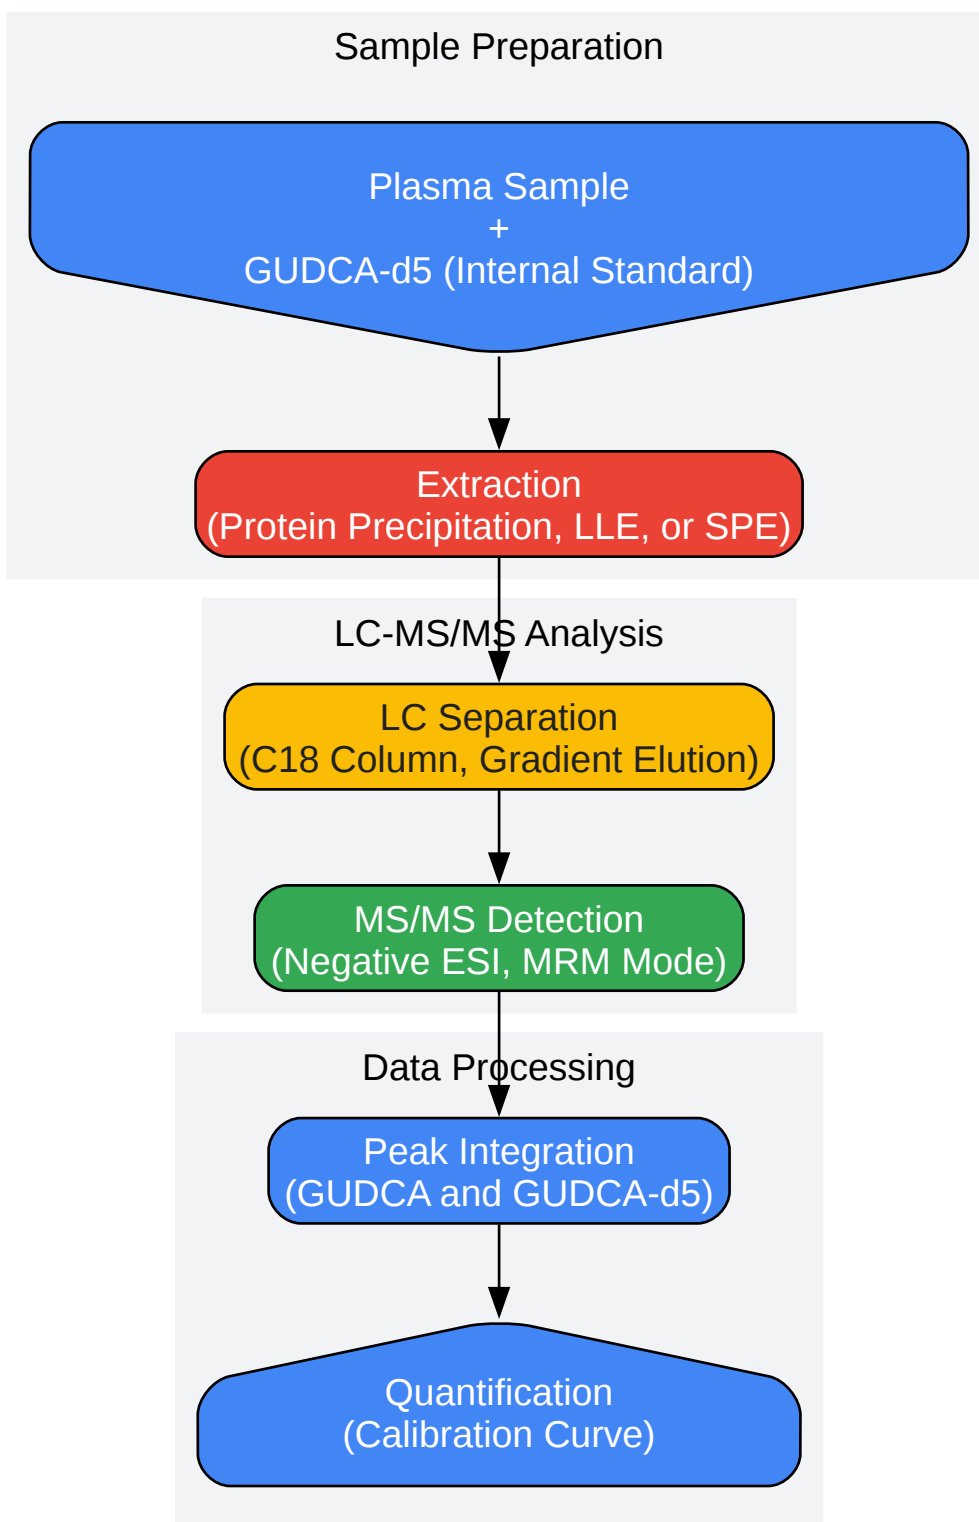 Sample Preparation
Plasma Sample
+
GUDCA-d5 (Internal Standard)
Extraction
(Protein Precipitation, LLE, or SPE)
LC-MS/MS Analysis
LC Separation
(C18 Column, Gradient Elution)
MS/MS Detection
(Negative ESI, MRM Mode)
Data Processing
Peak Integration
(GUDCA and GUDCA-d5)
Quantification
(Calibration Curve)